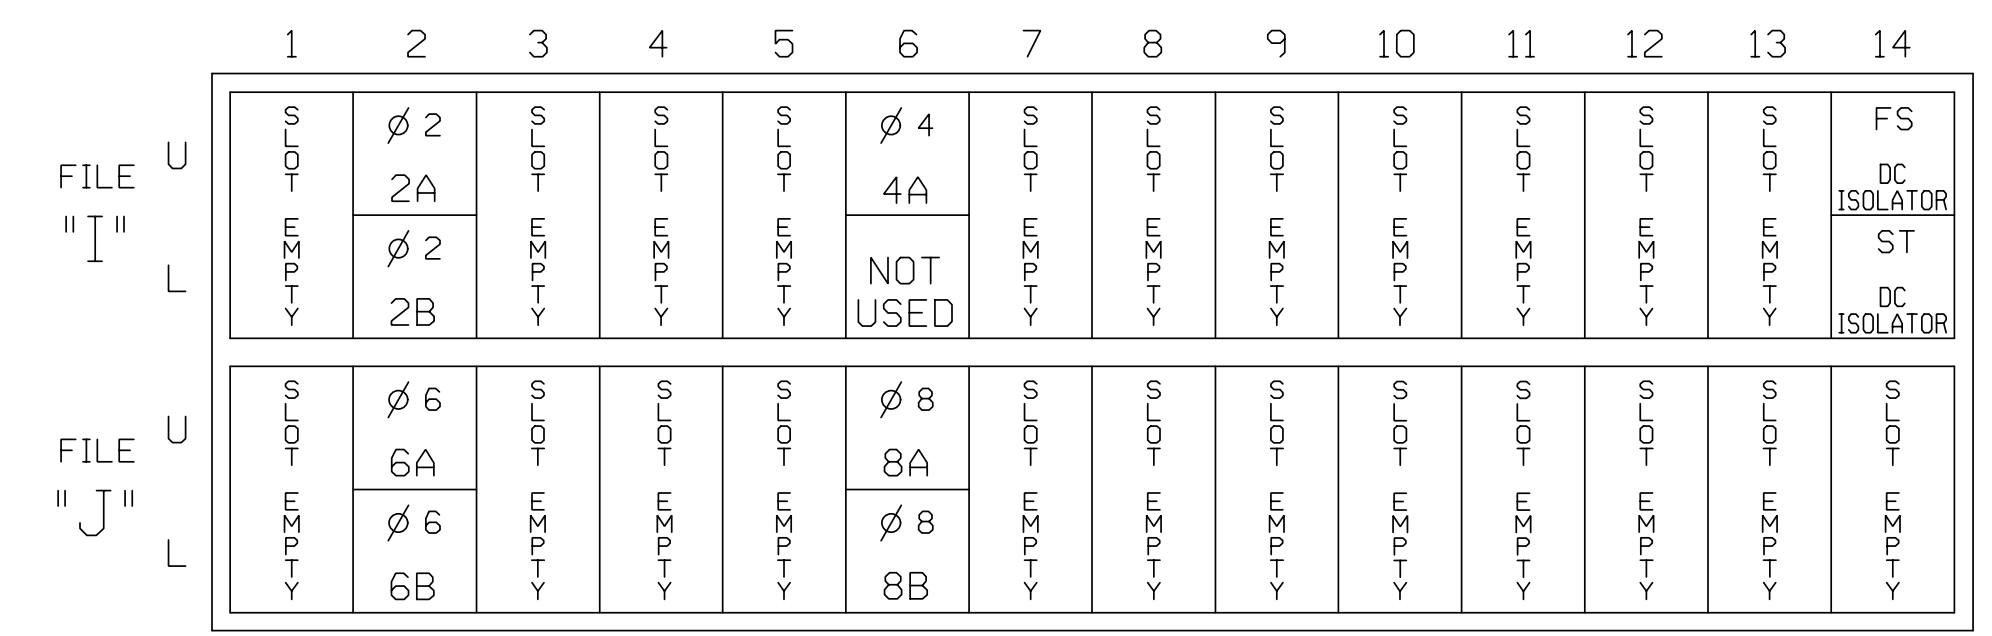 1 2 3 4 5 6 7 8 9 10 11 12 13 14
FILE
"I"
U
L
SLOT EMPTY
Ø 2
2A
Ø 2
2B
SLOT EMPTY
SLOT EMPTY
SLOT EMPTY
Ø 4
4A
NOT
USED
SLOT EMPTY
SLOT EMPTY
SLOT EMPTY
SLOT EMPTY
SLOT EMPTY
SLOT EMPTY
SLOT EMPTY
FS
DC
ISOLATOR
ST
DC
ISOLATOR
FILE
"J"
U
L
SLOT EMPTY
Ø 6
6A
Ø 6
6B
SLOT EMPTY
SLOT EMPTY
SLOT EMPTY
Ø 8
8A
Ø 8
8B
SLOT EMPTY
SLOT EMPTY
SLOT EMPTY
SLOT EMPTY
SLOT EMPTY
SLOT EMPTY
SLOT EMPTY
SLOT EMPTY